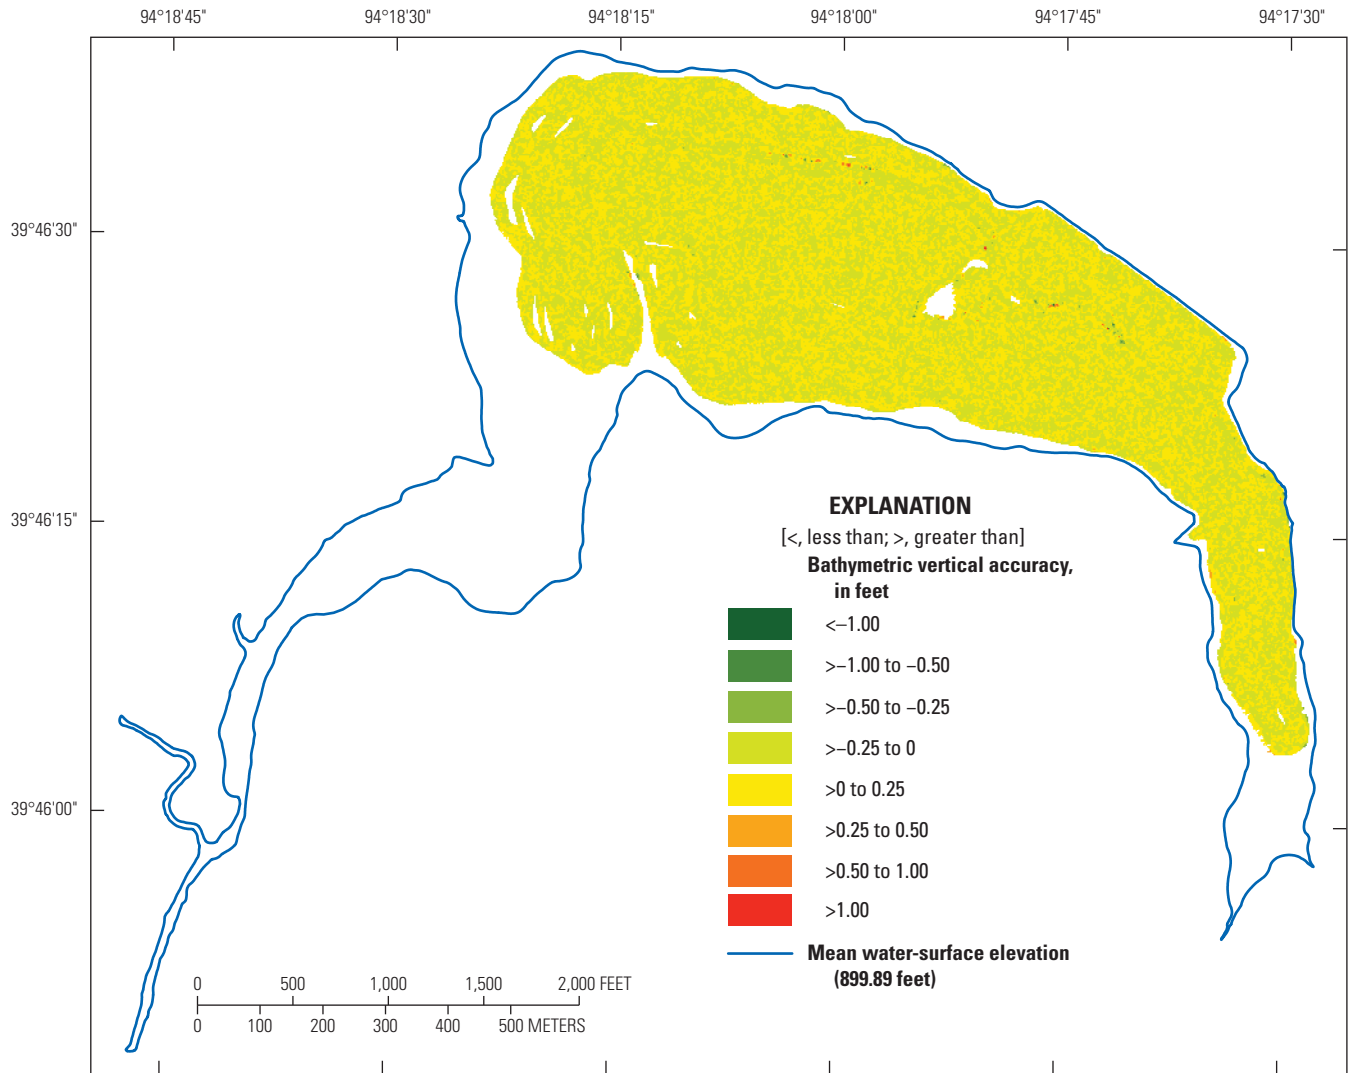 94°18'45" 94°18'30" 94°18'15" 94°18'00" 94°17'45" 94°17'30"
39°46'30"
39°46'15"
39°46'00"
EXPLANATION
[<, less than; >, greater than]
Bathymetric vertical accuracy,
in feet
<−1.00
>−1.00 to −0.50
>−0.50 to −0.25
>−0.25 to 0
>0 to 0.25
>0.25 to 0.50
>0.50 to 1.00
>1.00
Mean water-surface elevation
(899.89 feet)
0 500 1,000 1,500 2,000 FEET
0 100 200 300 400 500 METERS